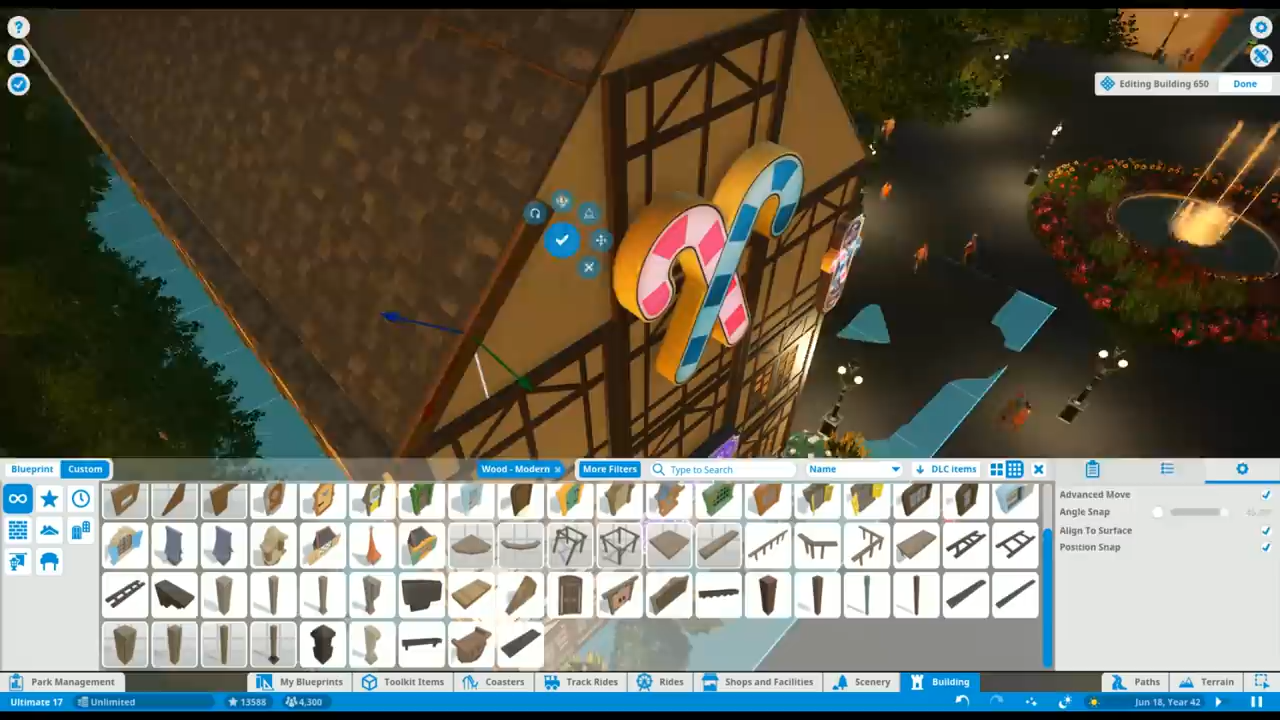 Editing Building 650
Done
Blueprint
Custom
Wood - Modern ×
More Filters
Type to Search
Name
DLC items
Advanced Move
Angle Snap
Align To Surface
Position Snap
Park Management
My Blueprints
Toolkit Items
Coasters
Track Rides
Rides
Shops and Facilities
Scenery
Building
Paths
Terrain
Ultimate 17
Unlimited
13588
4,300
Jun 18, Year 42